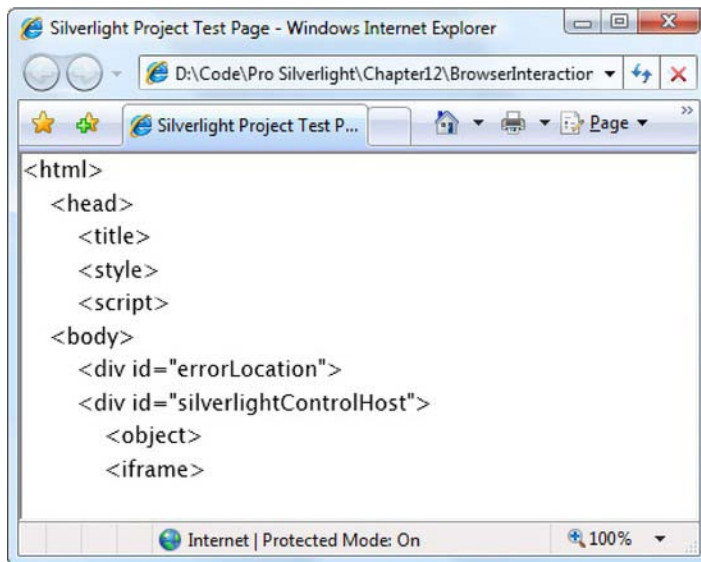 Silverlight Project Test Page - Windows Internet Explorer
D:\Code\Pro Silverlight\Chapter12\BrowserInteraction
Silverlight Project Test P...
Page
<html>
<head>
<title>
<style>
<script>
<body>
<div id="errorLocation">
<div id="silverlightControlHost">
<object>
<iframe>
Internet | Protected Mode: On
100%